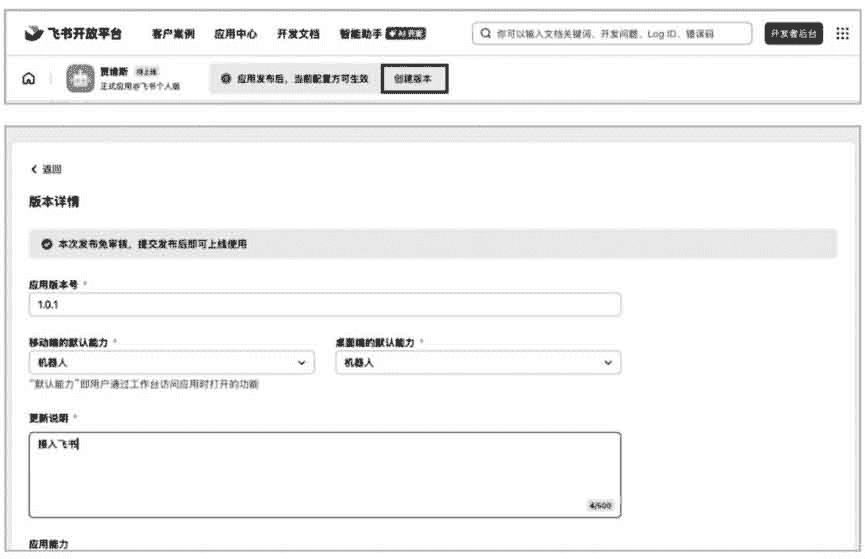 飞书开放平台 客户案例 应用中心 开发文档 智能助手 你可以输入文档关键词、开发问题、Log ID、错误码 开发者后台
贾维斯 待上线
正式应用@飞书个人版
应用发布后，当前配置方可生效 创建版本
返回
版本详情
本次发布免审核，提交发布后即可上线使用
应用版本号 *
1.0.1
移动端的默认能力 * 桌面端的默认能力 *
机器人 机器人
“默认能力”即用户通过工作台访问应用时打开的功能
更新说明 *
接入飞书
4/500
应用能力